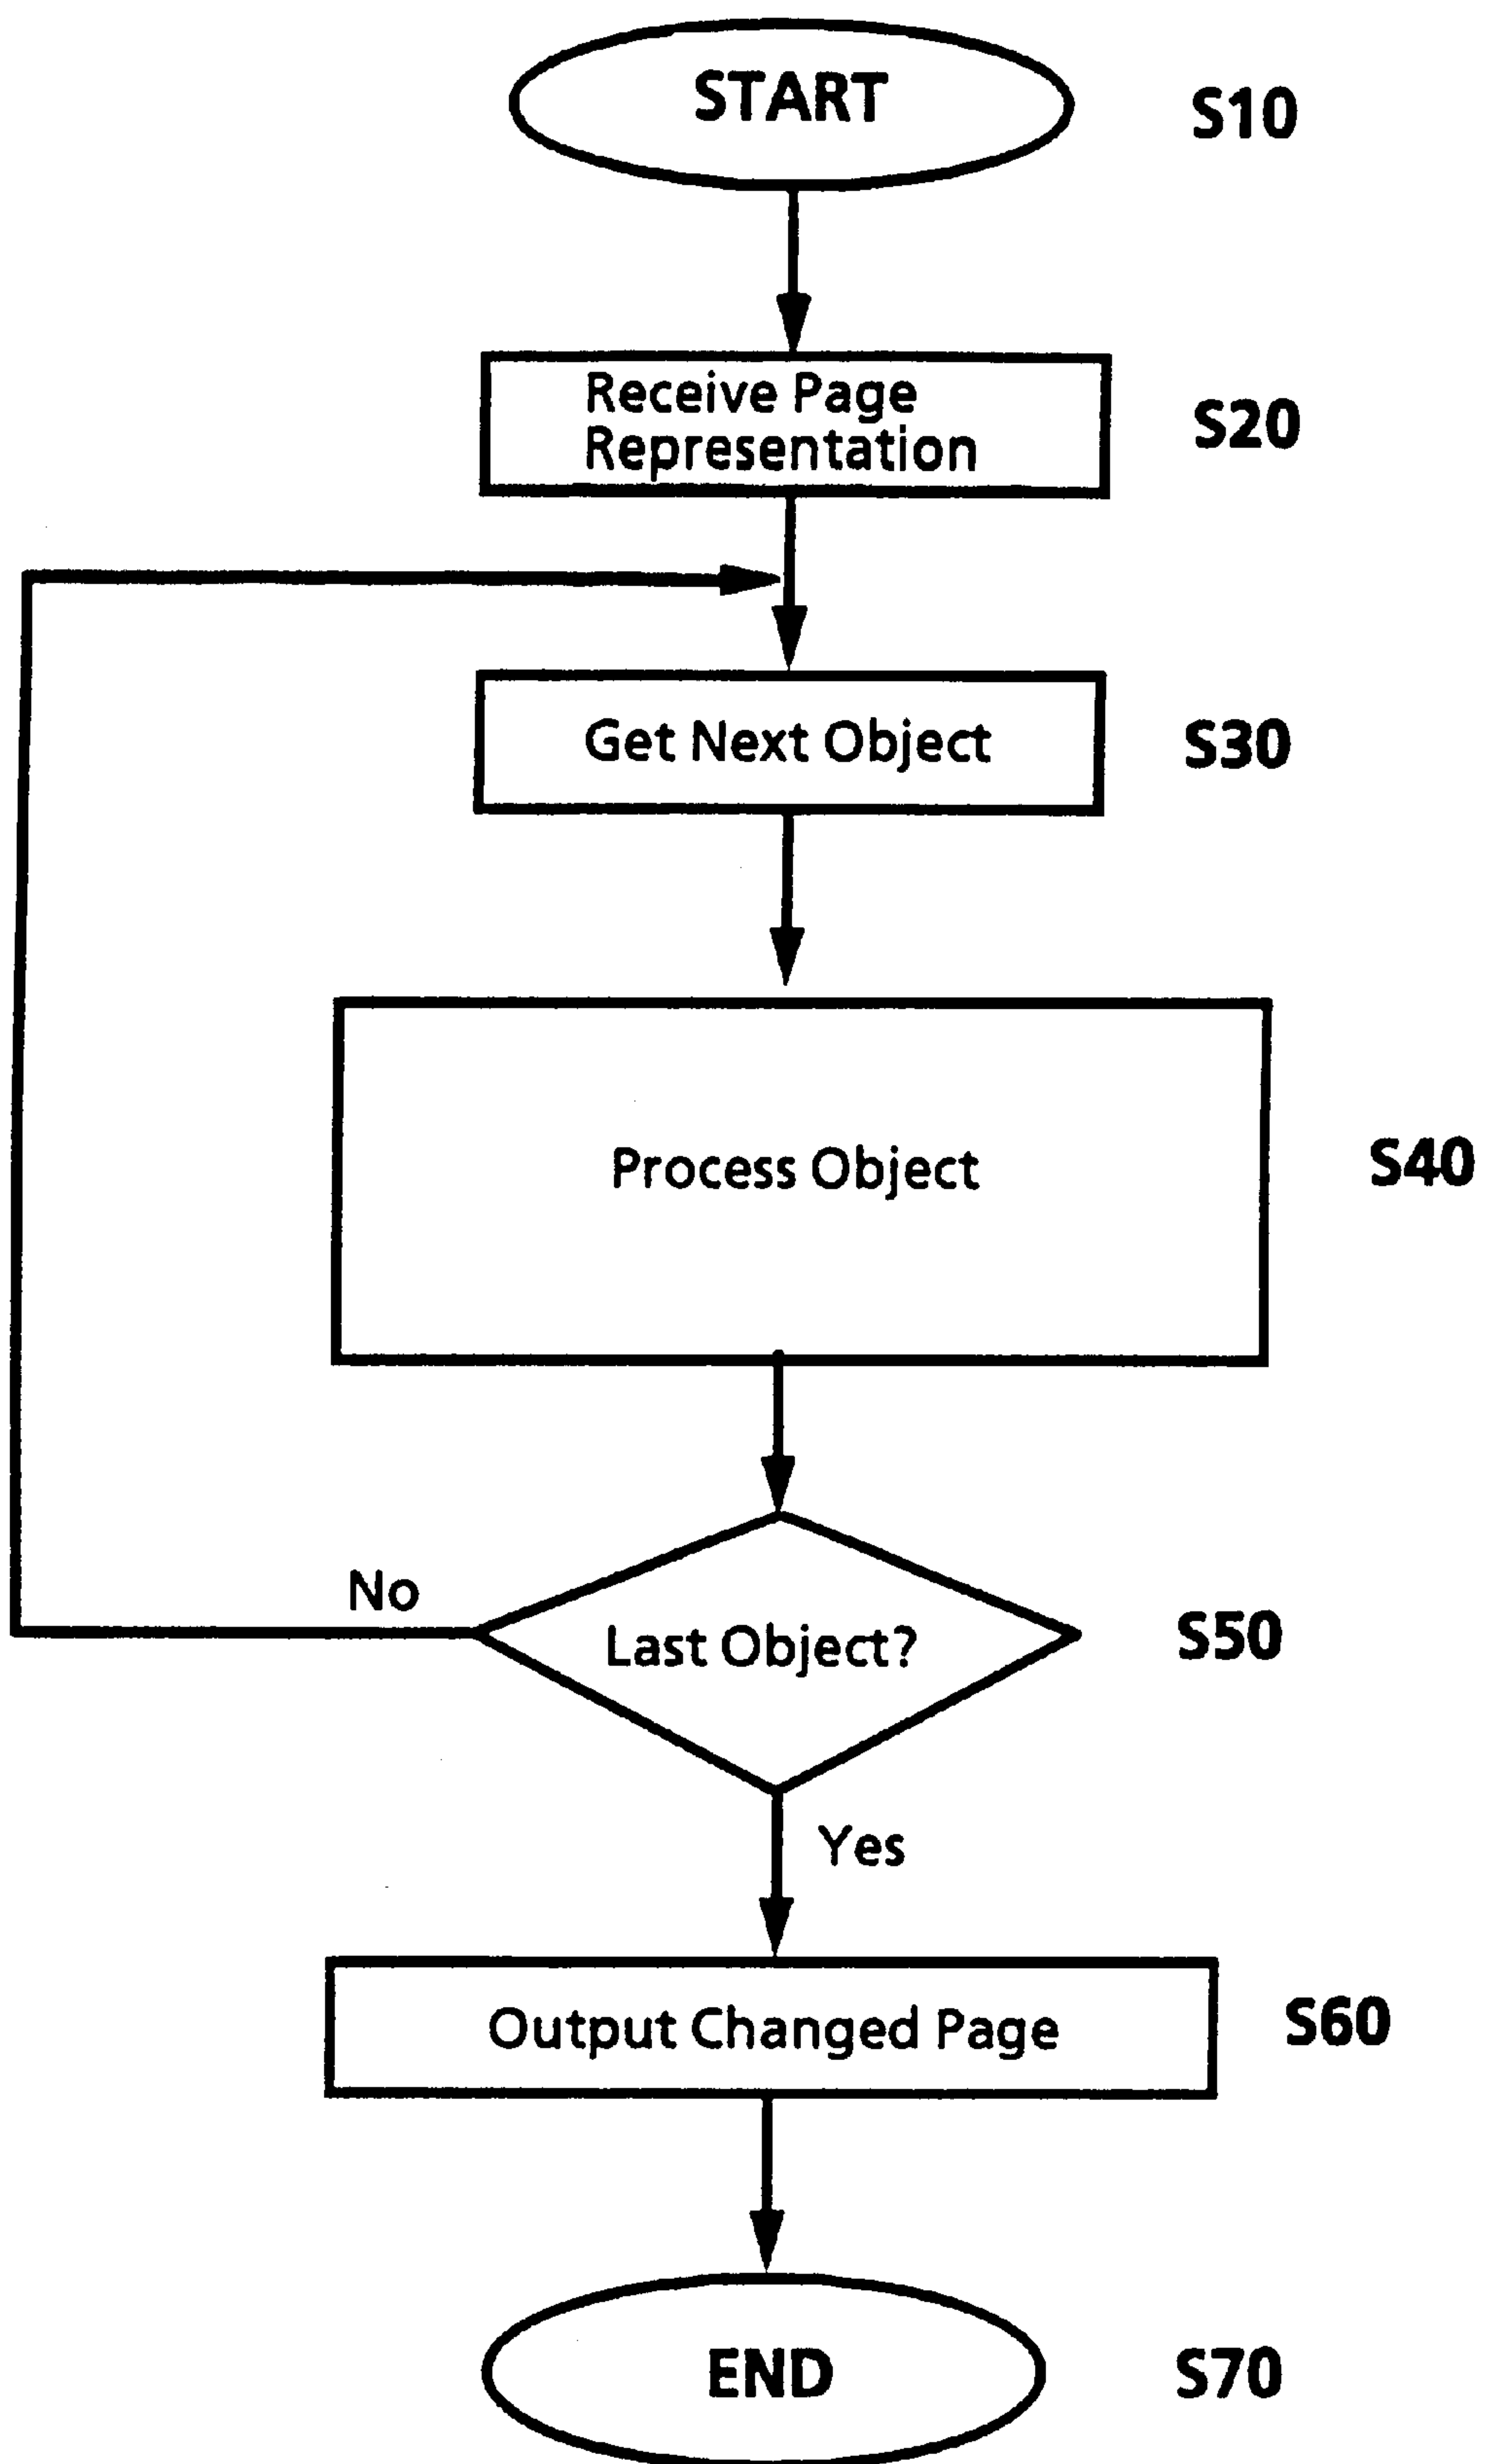 START
S10
Receive Page
Representation
S20
Get Next Object
S30
Process Object
S40
No
Last Object?
S50
Yes
Output Changed Page
S60
END
S70